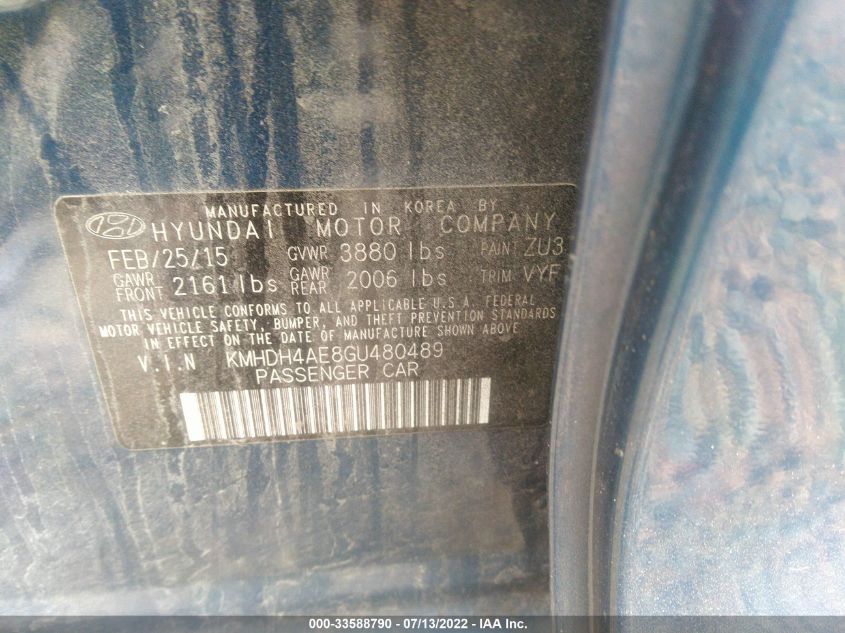 MANUFACTURED IN KOREA BY
HYUNDAI MOTOR COMPANY
FEB/25/15 GVWR 3880 lbs PAINT ZU3
GAWR FRONT 2161 lbs GAWR REAR 2006 lbs TRIM VYF
THIS VEHICLE CONFORMS TO ALL APPLICABLE U.S.A. FEDERAL
MOTOR VEHICLE SAFETY, BUMPER, AND THEFT PREVENTION STANDARDS
IN EFFECT ON THE DATE OF MANUFACTURE SHOWN ABOVE
V.I.N KMHDH4AE8GU480489
PASSENGER CAR
000-33588790 - 07/13/2022 - IAA Inc.